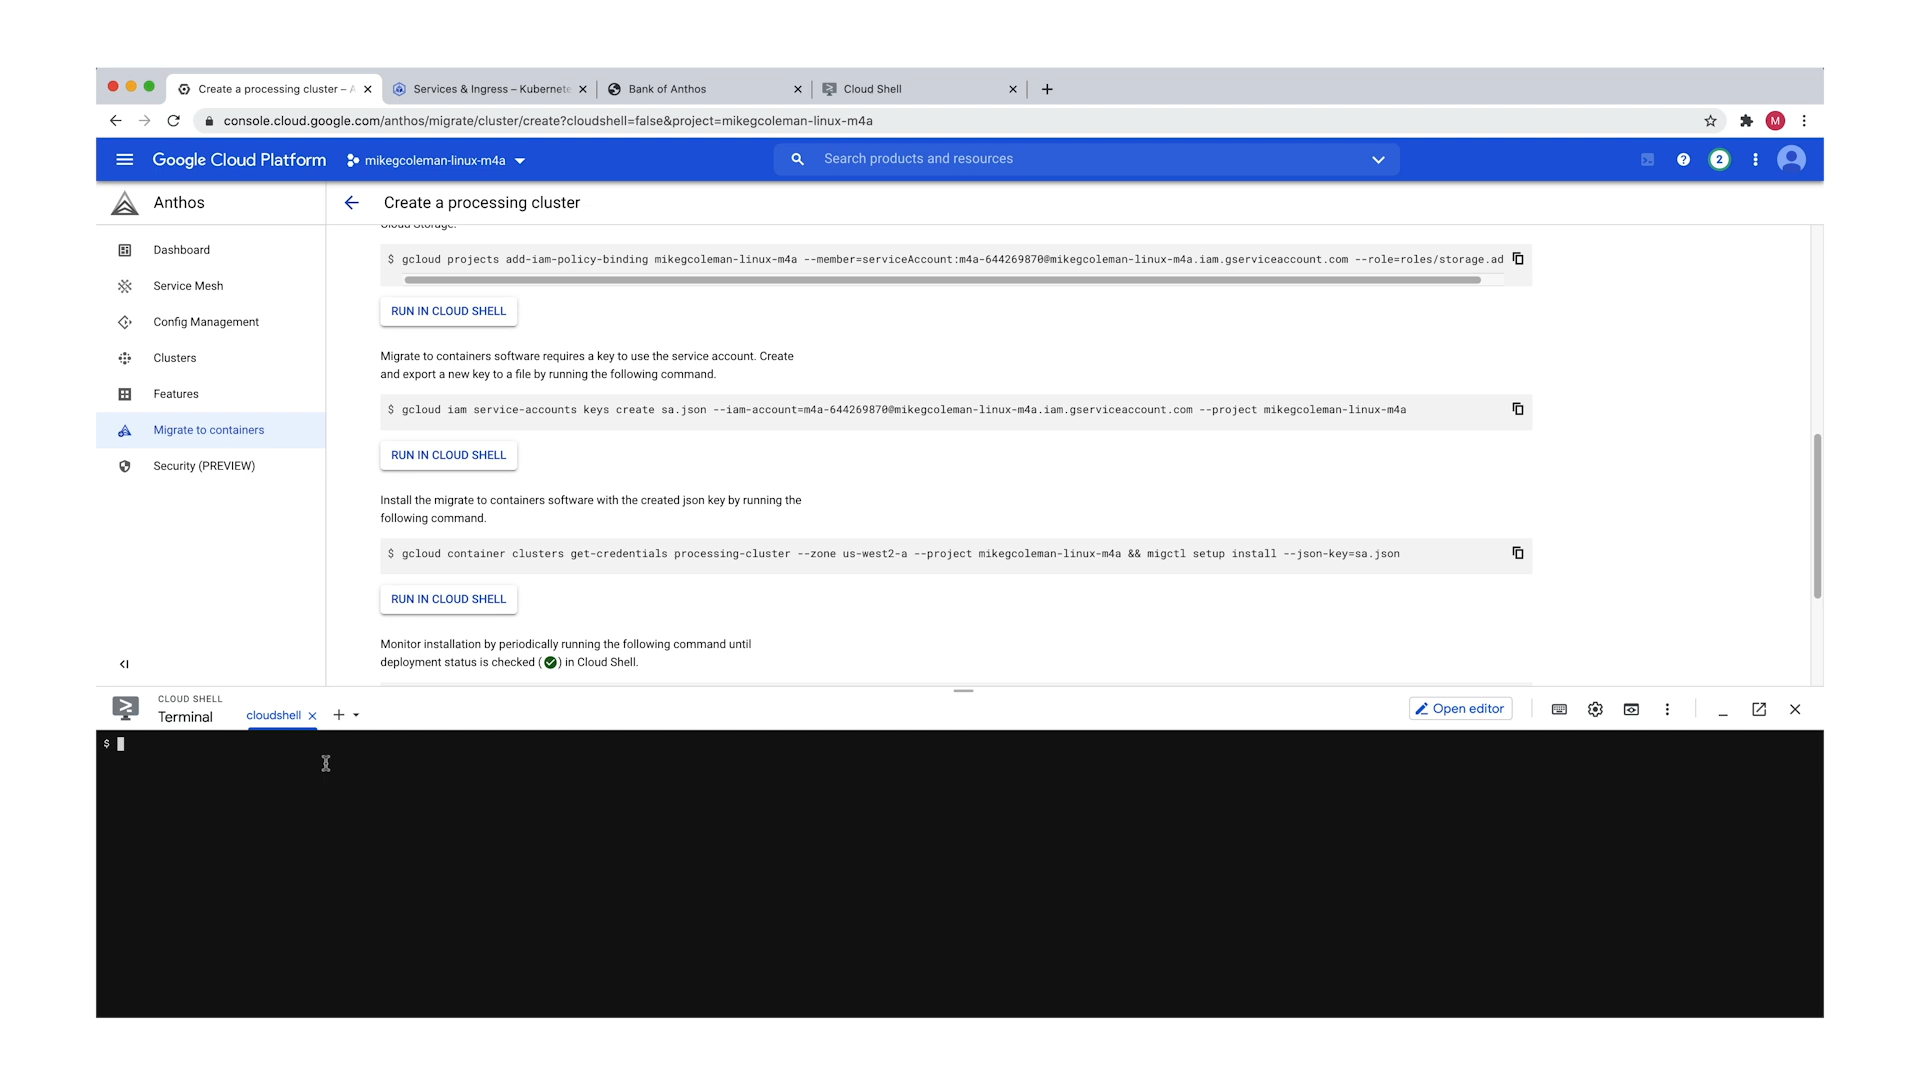 Create a processing cluster – A
Services & Ingress – Kubernete
Bank of Anthos
Cloud Shell
console.cloud.google.com/anthos/migrate/cluster/create?cloudshell=false&project=mikegcoleman-linux-m4a
M
Google Cloud Platform
mikegcoleman-linux-m4a
Search products and resources
2
Anthos
Create a processing cluster
Dashboard
Service Mesh
Config Management
Clusters
Features
Migrate to containers
Security (PREVIEW)
Cloud Storage.
$ gcloud projects add-iam-policy-binding mikegcoleman-linux-m4a --member=serviceAccount:m4a-644269870@mikegcoleman-linux-m4a.iam.gserviceaccount.com --role=roles/storage.ad
RUN IN CLOUD SHELL
Migrate to containers software requires a key to use the service account. Create
and export a new key to a file by running the following command.
$ gcloud iam service-accounts keys create sa.json --iam-account=m4a-644269870@mikegcoleman-linux-m4a.iam.gserviceaccount.com --project mikegcoleman-linux-m4a
RUN IN CLOUD SHELL
Install the migrate to containers software with the created json key by running the
following command.
$ gcloud container clusters get-credentials processing-cluster --zone us-west2-a --project mikegcoleman-linux-m4a && migctl setup install --json-key=sa.json
RUN IN CLOUD SHELL
Monitor installation by periodically running the following command until
deployment status is checked ( ) in Cloud Shell.
CLOUD SHELL
Terminal
cloudshell
Open editor
$